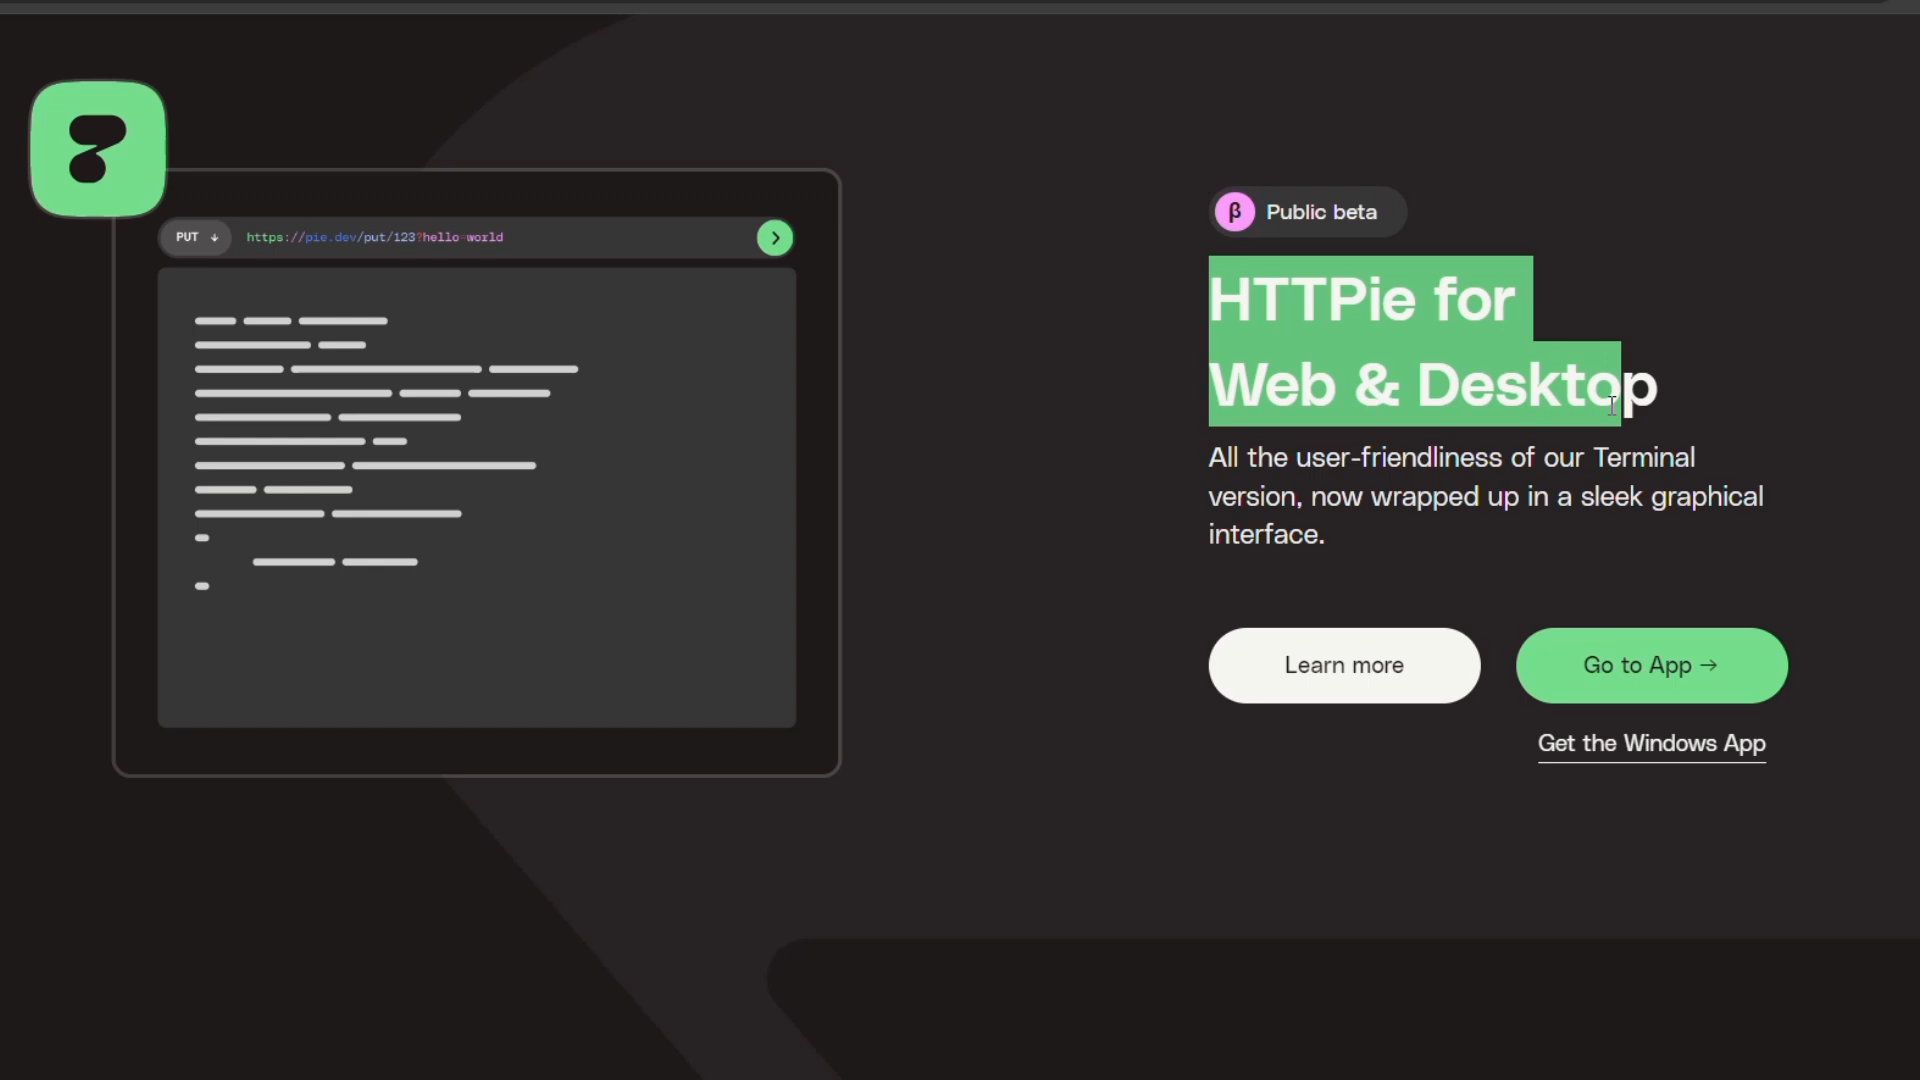 PUT ↓ https://pie.dev/put/123?hello=world
β Public beta
HTTPie for
Web & Desktop
All the user-friendliness of our Terminal
version, now wrapped up in a sleek graphical
interface.
Learn more
Go to App →
Get the Windows App